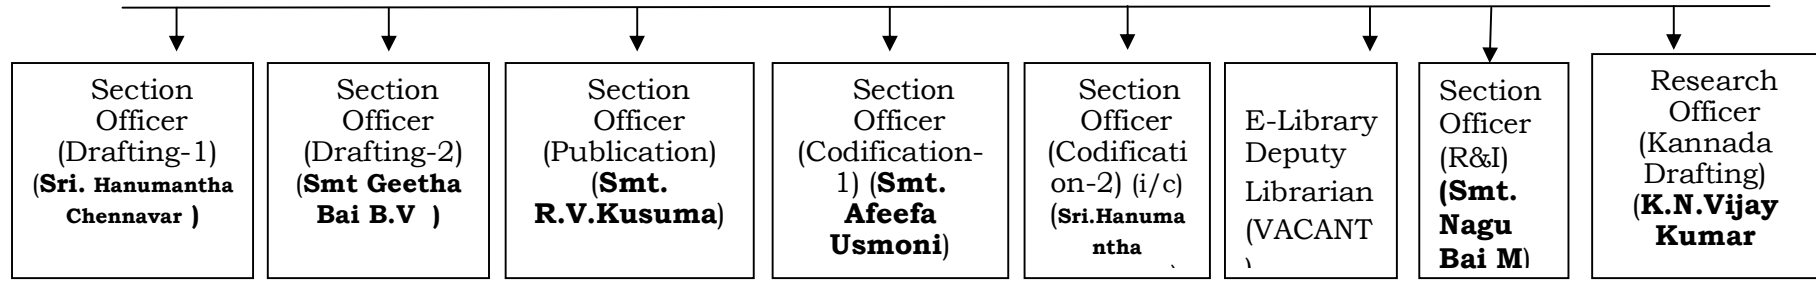 Section
Officer
(Drafting-1)
(Sri. Hanumantha
Chennavar )
Section
Officer
(Drafting-2)
(Smt Geetha
Bai B.V )
Section
Officer
(Publication)
(Smt.
R.V.Kusuma)
Section
Officer
(Codification-
1) (Smt.
Afeefa
Usmoni)
Section
Officer
(Codificati
on-2) (i/c)
(Sri.Hanuma
ntha
E-Library
Deputy
Librarian
(VACANT
)
Section
Officer
(R&I)
(Smt.
Nagu
Bai M)
Research
Officer
(Kannada
Drafting)
(K.N.Vijay
Kumar